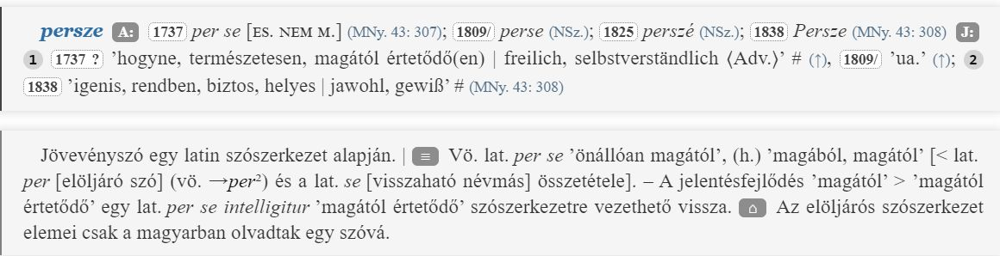 persze A: 1737 per se [ES. NEM M.] (MNy. 43: 307); 1809/ perse (NSz.); 1825 perszé (NSz.); 1838 Persze (MNy. 43: 308) J:
1 1737 ? ’hogyne, természetesen, magától értetődő(en) | freilich, selbstverständlich ⟨Adv.⟩’ # (↑), 1809/ ’ua.’ (↑); 2
1838 ’igenis, rendben, biztos, helyes | jawohl, gewiß’ # (MNy. 43: 308)
Jövevényszó egy latin szószerkezet alapján. | ≡ Vö. lat. per se ’önállóan magától’, (h.) ’magából, magától’ [< lat.
per [elöljáró szó] (vö. →per²) és a lat. se [visszaható névmás] összetétele]. – A jelentésfejlődés ’magától’ > ’magától
értetődő’ egy lat. per se intelligitur ’magától értetődő’ szószerkezetre vezethető vissza. ⌂ Az elöljárós szószerkezet
elemei csak a magyarban olvadtak egy szóvá.